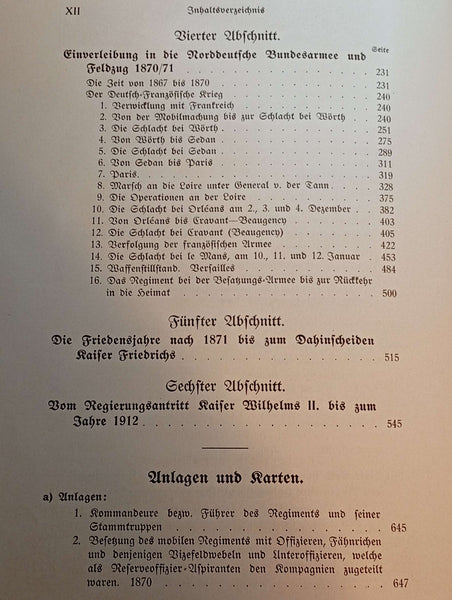 XII Inhaltsverzeichnis
Vierter Abschnitt.
Seite
Einverleibung in die Norddeutsche Bundesarmee und
Feldzug 1870/71 . . . . . . . . . . . . . 231
Die Zeit von 1867 bis 1870 . . . . . . . . . . . 231
Der Deutsch-Französische Krieg . . . . . . . . . . 240
1. Verwicklung mit Frankreich . . . . . . . . . . 240
2. Von der Mobilmachung bis zur Schlacht bei Wörth . . . 240
3. Die Schlacht bei Wörth . . . . . . . . . . . 251
4. Von Wörth bis Sedan . . . . . . . . . . . 275
5. Die Schlacht bei Sedan . . . . . . . . . . . 289
6. Von Sedan bis Paris . . . . . . . . . . . 311
7. Paris . . . . . . . . . . . . . . . 319
8. Marsch an die Loire unter General v. der Tann . . . . 328
9. Die Operationen an der Loire . . . . . . . . . 375
10. Die Schlacht bei Orléans am 2., 3. und 4. Dezember . . . 382
11. Von Orléans bis Cravant—Beaugency . . . . . . . 403
12. Die Schlacht bei Cravant (Beaugency) . . . . . . . 405
13. Verfolgung der französischen Armee . . . . . . . 422
14. Die Schlacht bei le Mans, am 10., 11. und 12. Januar . . 453
15. Waffenstillstand. Versailles . . . . . . . . . . 484
16. Das Regiment bei der Besatzungs-Armee bis zur Rückkehr
in die Heimat . . . . . . . . . . . . . 500
Fünfter Abschnitt.
Die Friedensjahre nach 1871 bis zum Dahinscheiden
Kaiser Friedrichs . . . . . . . . . . . . . 515
Sechster Abschnitt.
Vom Regierungsantritt Kaiser Wilhelms II. bis zum
Jahre 1912 . . . . . . . . . . . . . . . 545
Anlagen und Karten.
a) Anlagen:
1. Kommandeure bezw. Führer des Regiments und seiner
Stammtruppen . . . . . . . . . . . . . 645
2. Besetzung des mobilen Regiments mit Offizieren, Fähnrichen
und denjenigen Vizefeldwebeln und Unteroffizieren, welche
als Reserveoffizier-Aspiranten den Kompagnien zugeteilt
waren. 1870 . . . . . . . . . . . . . . 647